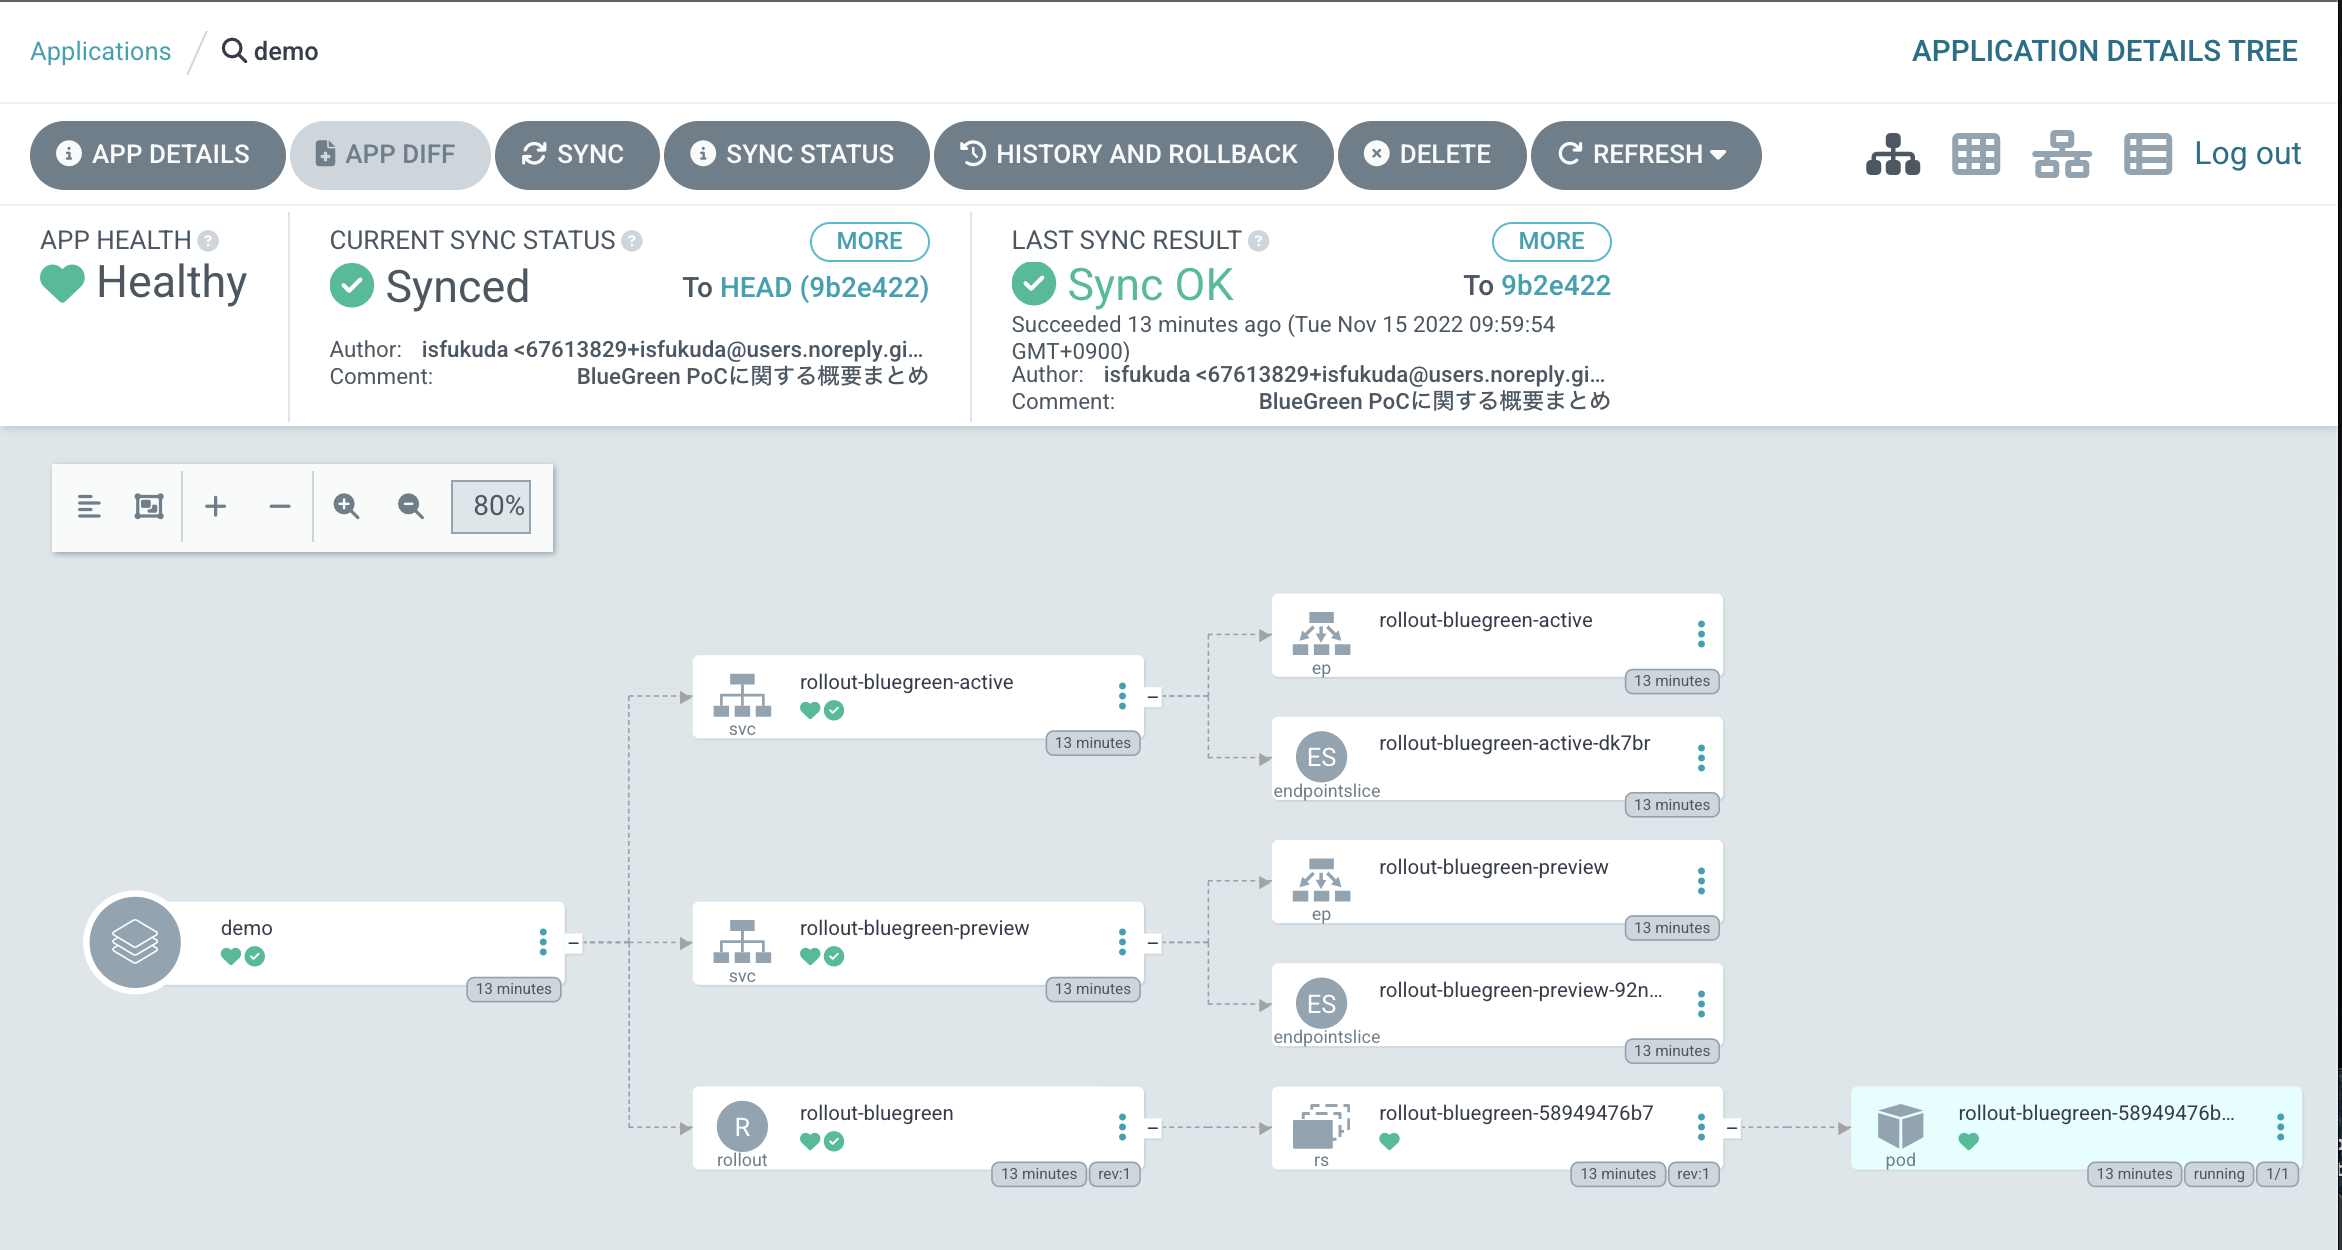 Applications
demo
APPLICATION DETAILS TREE
APP DETAILS
APP DIFF
SYNC
SYNC STATUS
HISTORY AND ROLLBACK
DELETE
REFRESH
Log out
APP HEALTH ?
Healthy
CURRENT SYNC STATUS ?
MORE
Synced
To HEAD (9b2e422)
Author: isfukuda <67613829+isfukuda@users.noreply.gi...
Comment: BlueGreen PoCに関する概要まとめ
LAST SYNC RESULT ?
MORE
Sync OK
To 9b2e422
Succeeded 13 minutes ago (Tue Nov 15 2022 09:59:54
GMT+0900)
Author: isfukuda <67613829+isfukuda@users.noreply.gi...
Comment: BlueGreen PoCに関する概要まとめ
80%
demo
13 minutes
rollout-bluegreen-active
svc
13 minutes
rollout-bluegreen-preview
svc
13 minutes
R
rollout-bluegreen
rollout
13 minutes rev:1
rollout-bluegreen-active
ep
13 minutes
ES
rollout-bluegreen-active-dk7br
endpointslice
13 minutes
rollout-bluegreen-preview
ep
13 minutes
ES
rollout-bluegreen-preview-92n...
endpointslice
13 minutes
rollout-bluegreen-58949476b7
rs
13 minutes rev:1
rollout-bluegreen-58949476b...
pod
13 minutes running 1/1